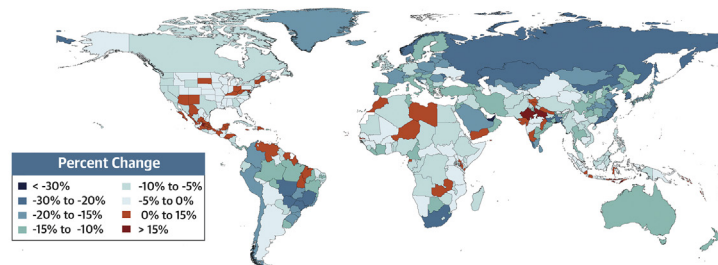 Percent Change
< -30%
-30% to -20%
-20% to -15%
-15% to -10%
-10% to -5%
-5% to 0%
0% to 15%
> 15%